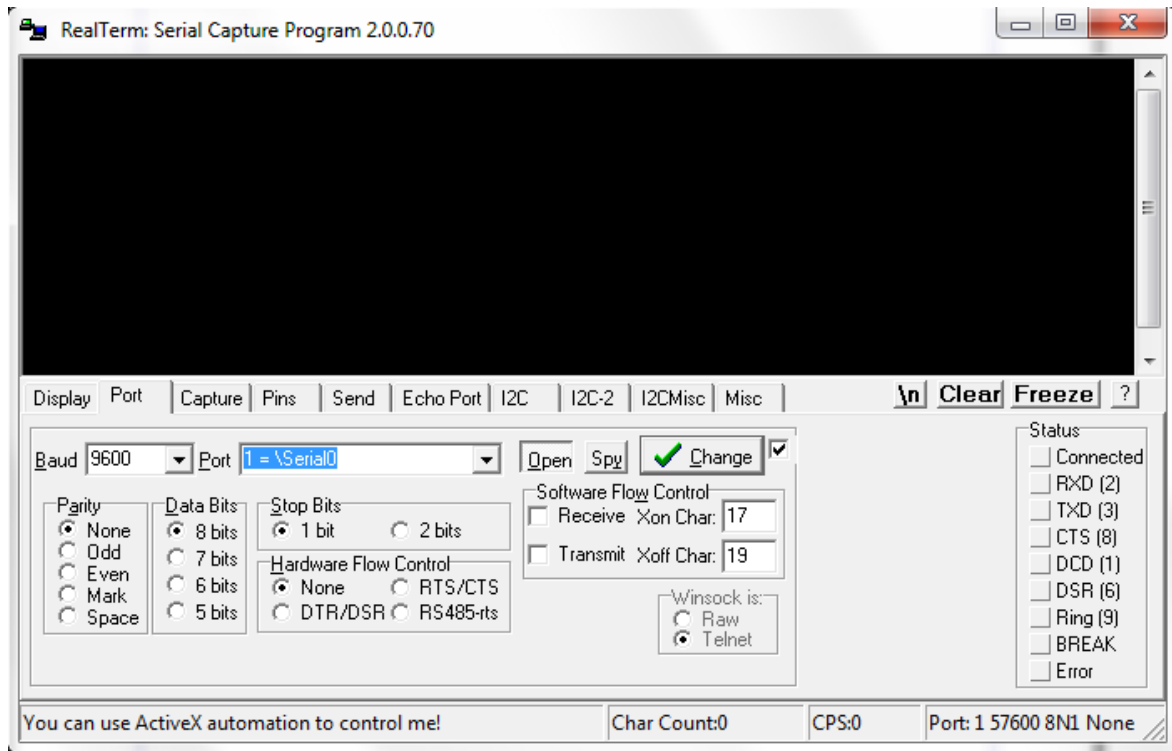 RealTerm: Serial Capture Program 2.0.0.70
Display Port Capture Pins Send Echo Port I2C I2C-2 I2CMisc Misc \n Clear Freeze ?
Baud 9600 Port 1 = \Serial0 Open Spy Change
Parity
None
Odd
Even
Mark
Space
Data Bits
8 bits
7 bits
6 bits
5 bits
Stop Bits
1 bit 2 bits
Hardware Flow Control
None RTS/CTS
DTR/DSR RS485-rts
Software Flow Control
Receive Xon Char: 17
Transmit Xoff Char: 19
Winsock is:
Raw
Telnet
Status
Connected
RXD (2)
TXD (3)
CTS (8)
DCD (1)
DSR (6)
Ring (9)
BREAK
Error
You can use ActiveX automation to control me! Char Count:0 CPS:0 Port: 1 57600 8N1 None